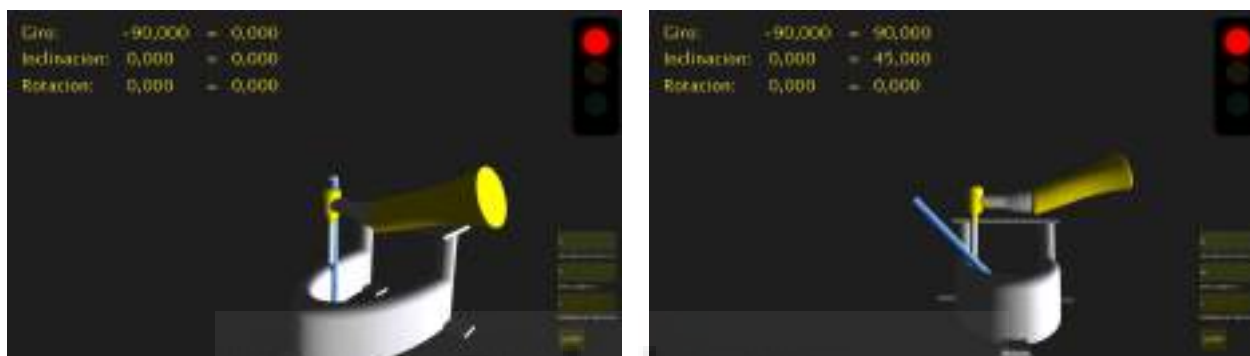 Giro: -90,000 = 0,000
Inclinacion: 0,000 = 0,000
Rotacion: 0,000 = 0,000
Giro: -90,000 = 90,000
Inclinacion: 0,000 = 45,000
Rotacion: 0,000 = 0,000